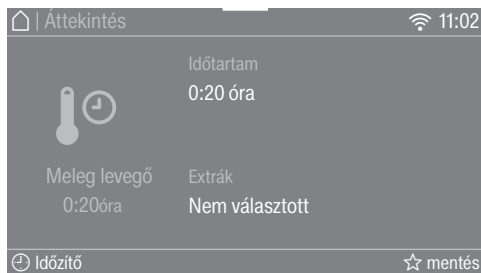 | Áttekintés 11:02
Időtartam
0:20 óra
Meleg levegő
0:20óra
Extrák
Nem választott
Időzítő mentés